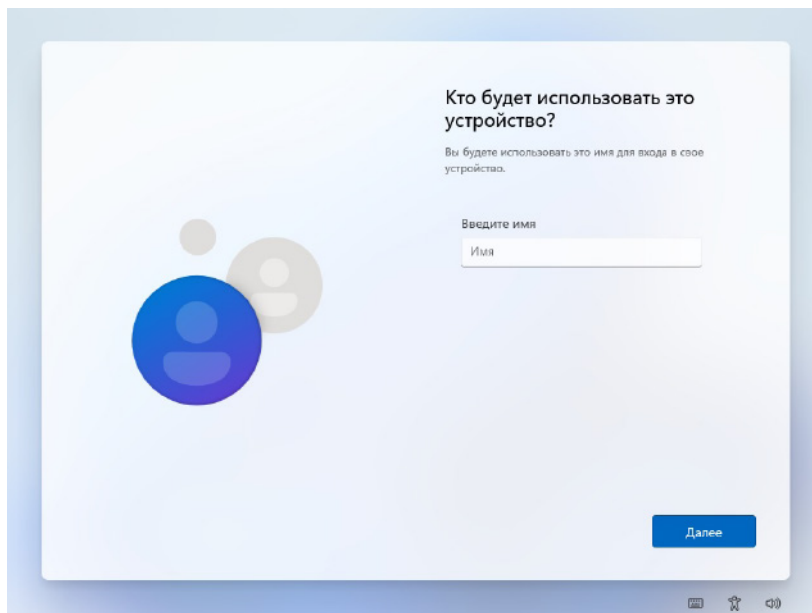 Кто будет использовать это
устройство?
Вы будете использовать это имя для входа в свое
устройство.
Введите имя
Имя
Далее